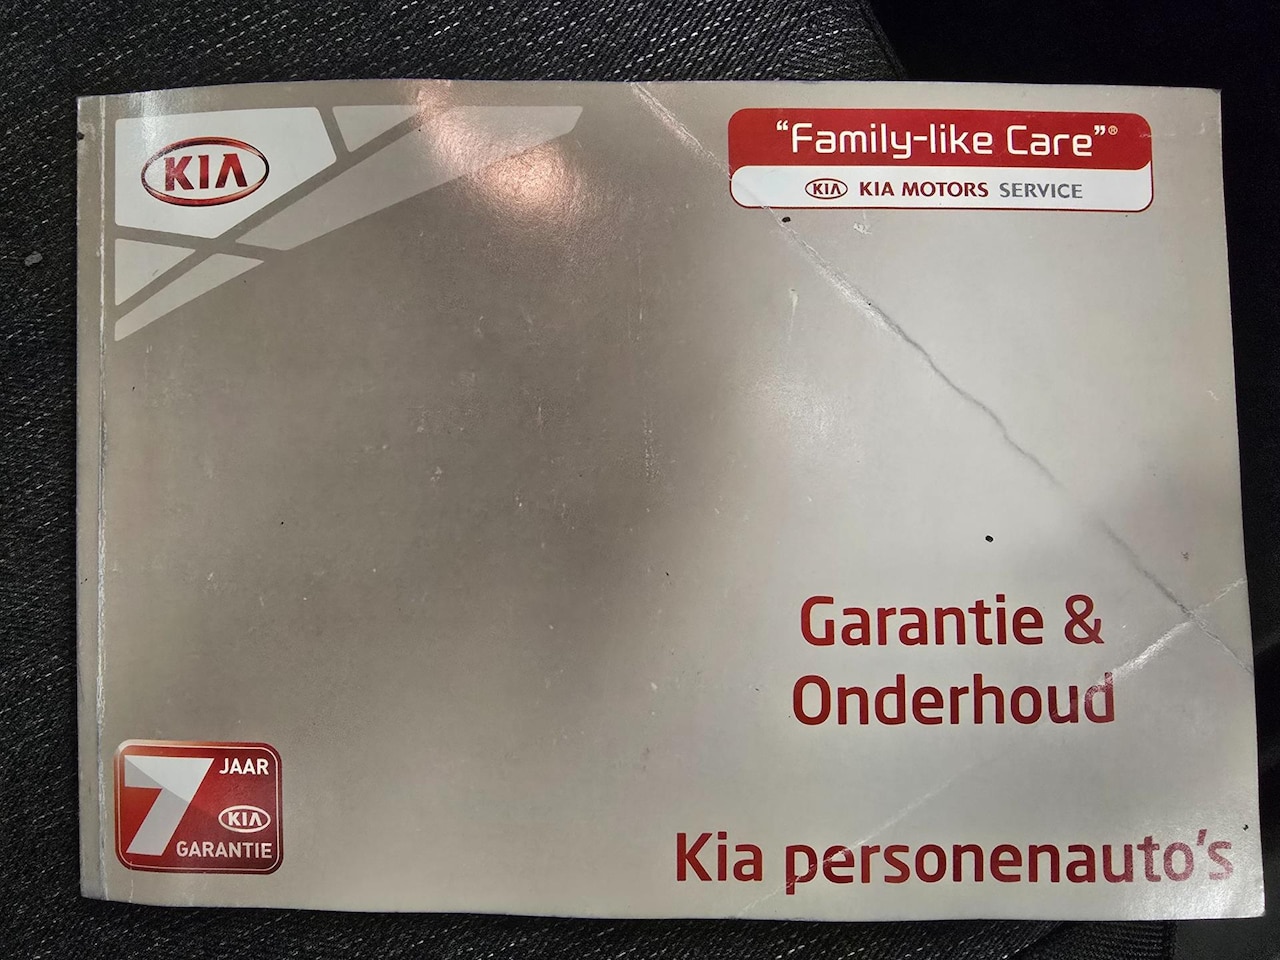 KIA
“Family-like Care”®
KIA KIA MOTORS SERVICE
Garantie &
Onderhoud
7 JAAR
KIA
GARANTIE
Kia personenauto's